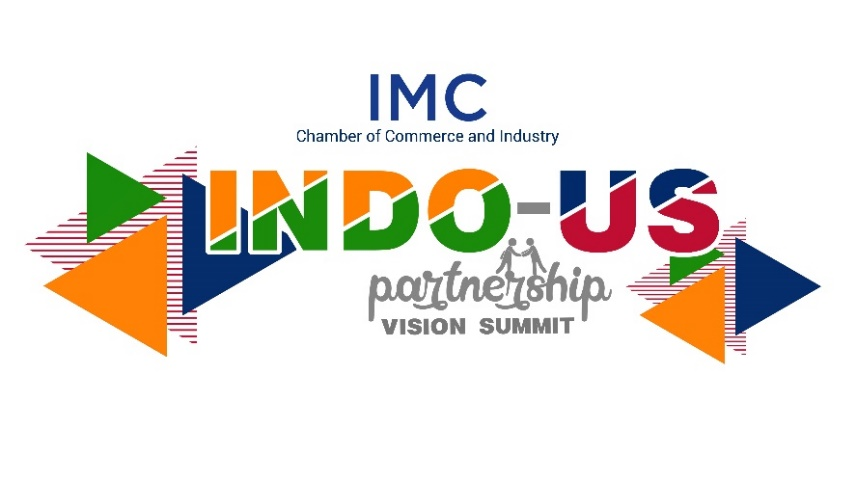 IMC
Chamber of Commerce and Industry
INDO-US
partnership
VISION SUMMIT